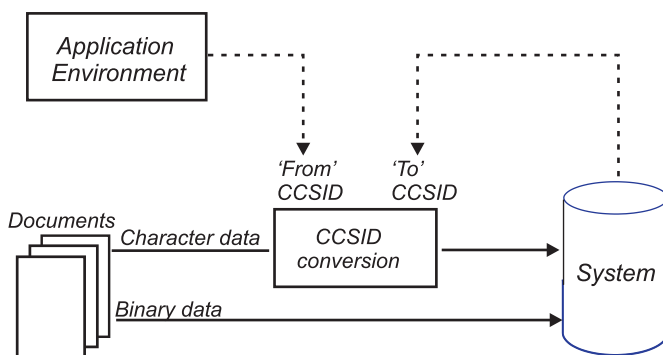 Application
Environment
‘From’
CCSID
‘To’
CCSID
Documents
Character data
CCSID
conversion
System
Binary data